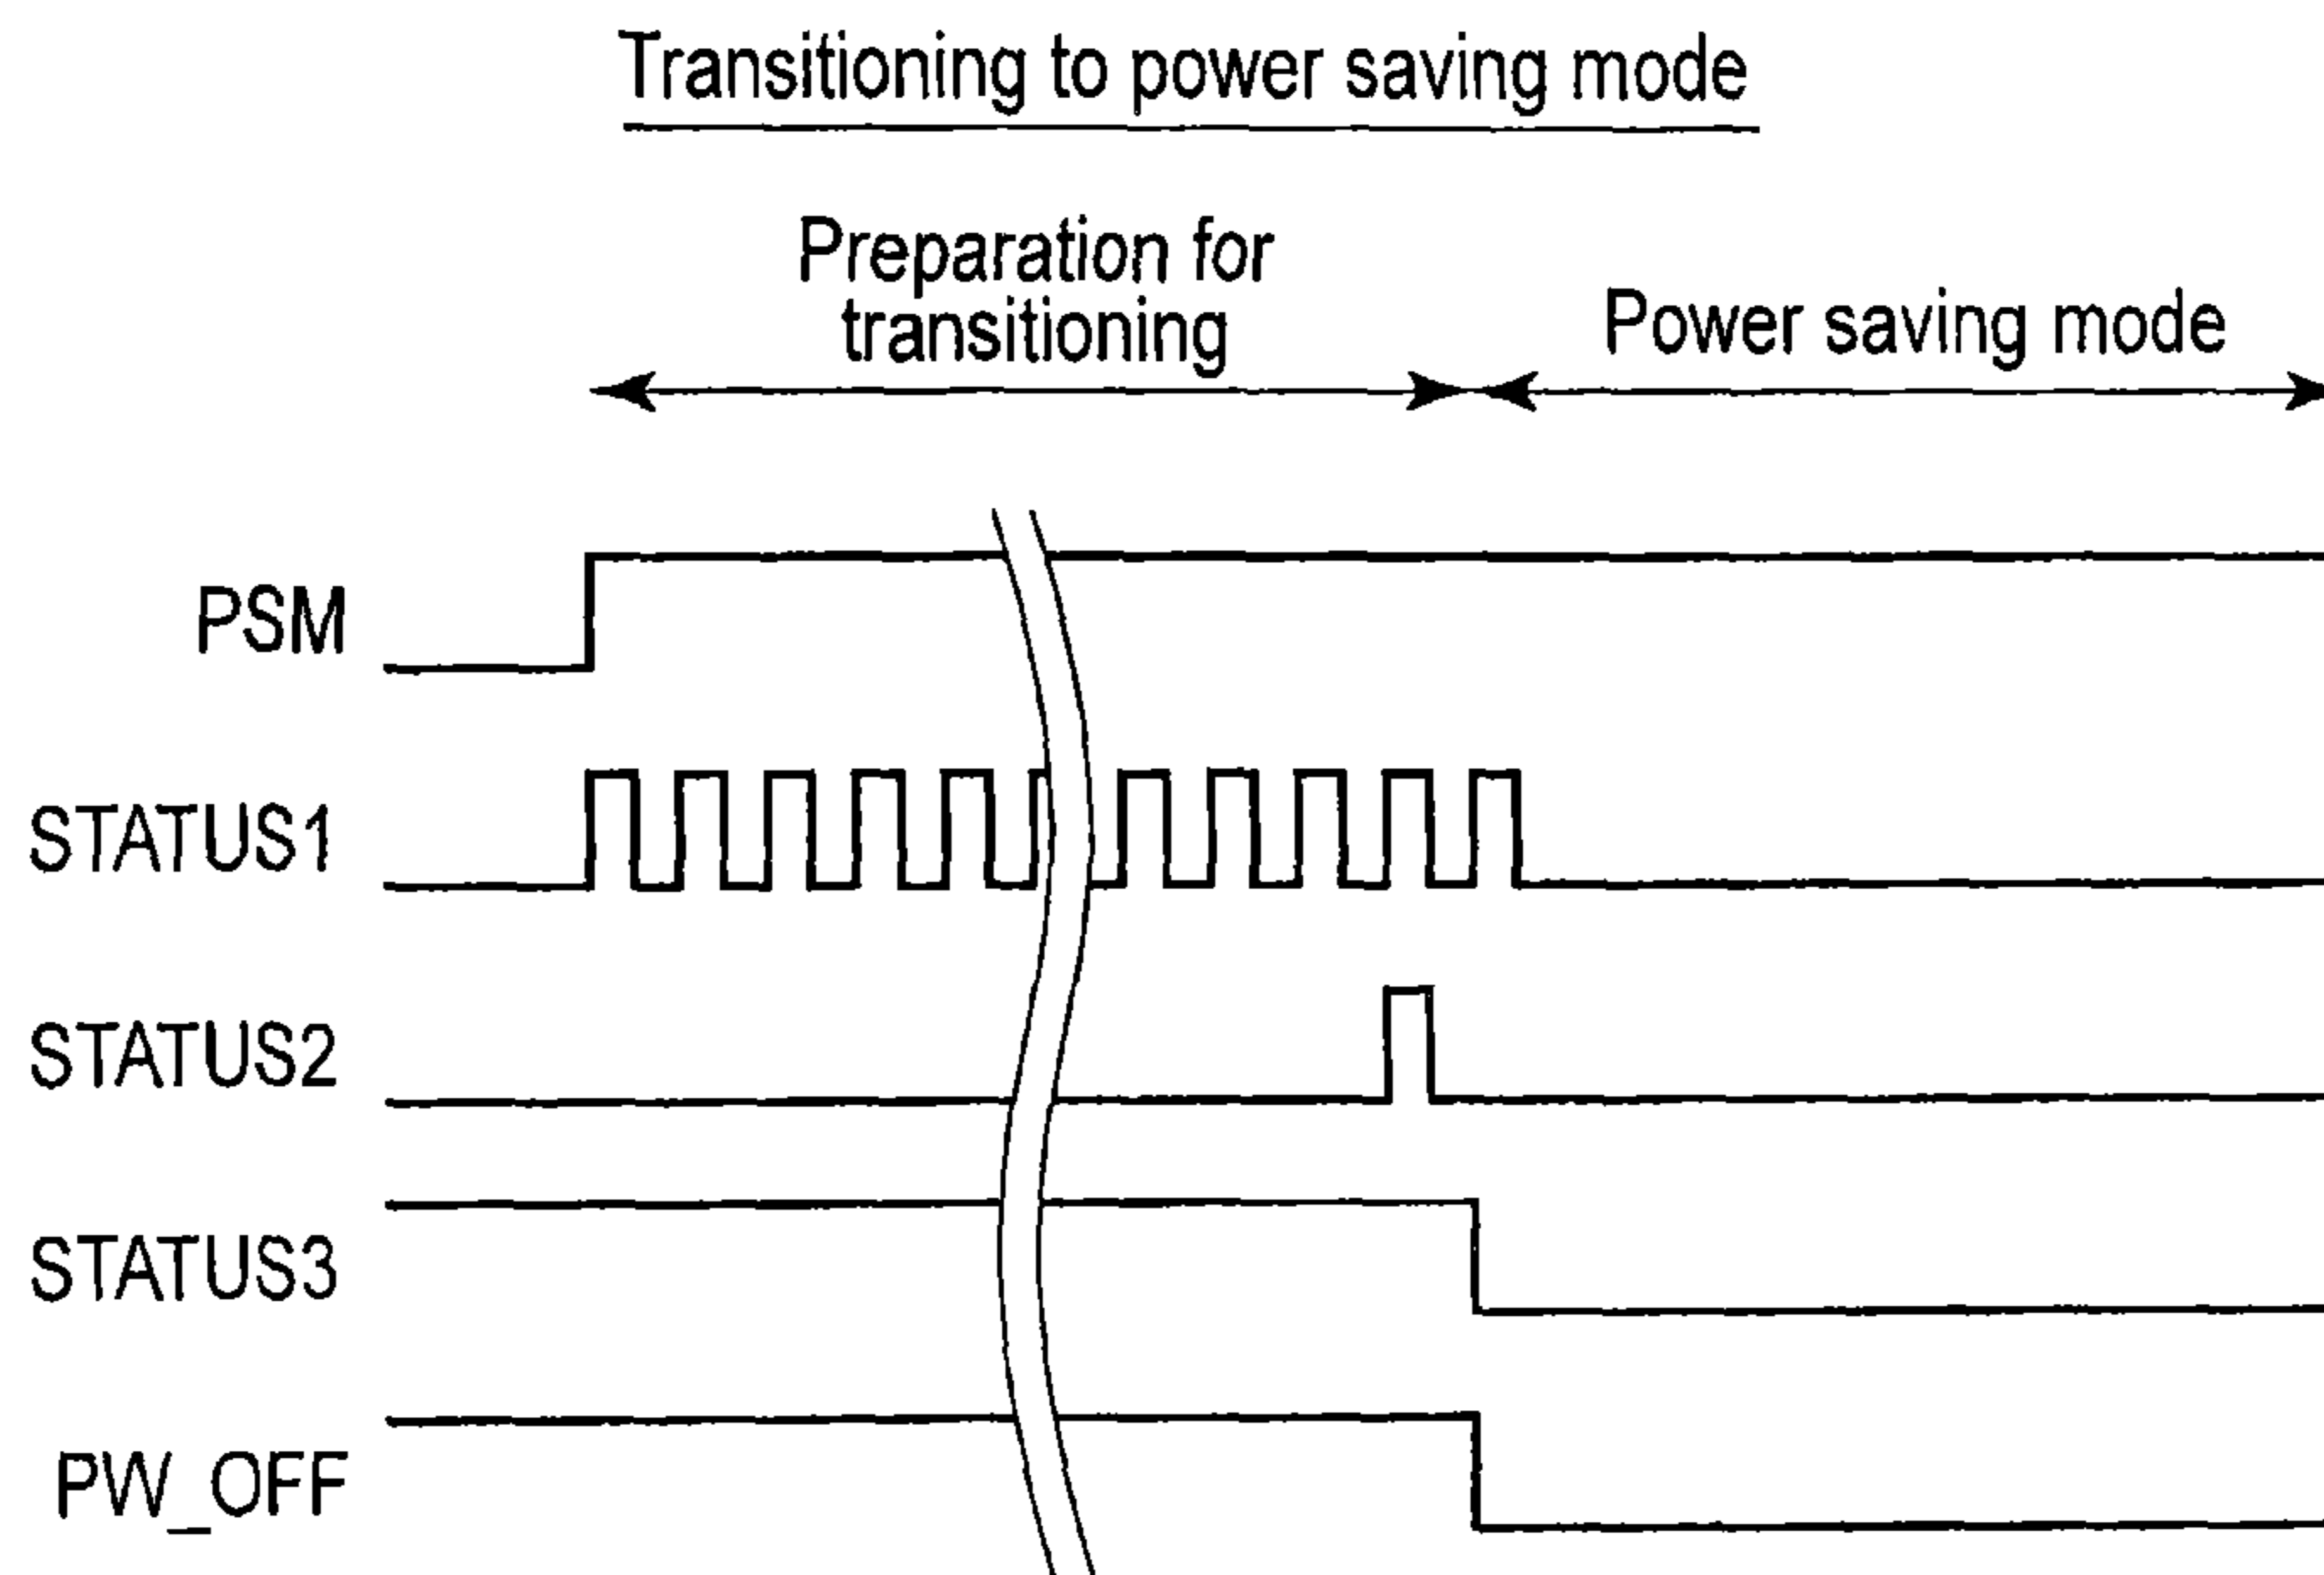 Transitioning to power saving mode
Preparation for
transitioning
Power saving mode
PSM
STATUS1
STATUS2
STATUS3
PW_OFF